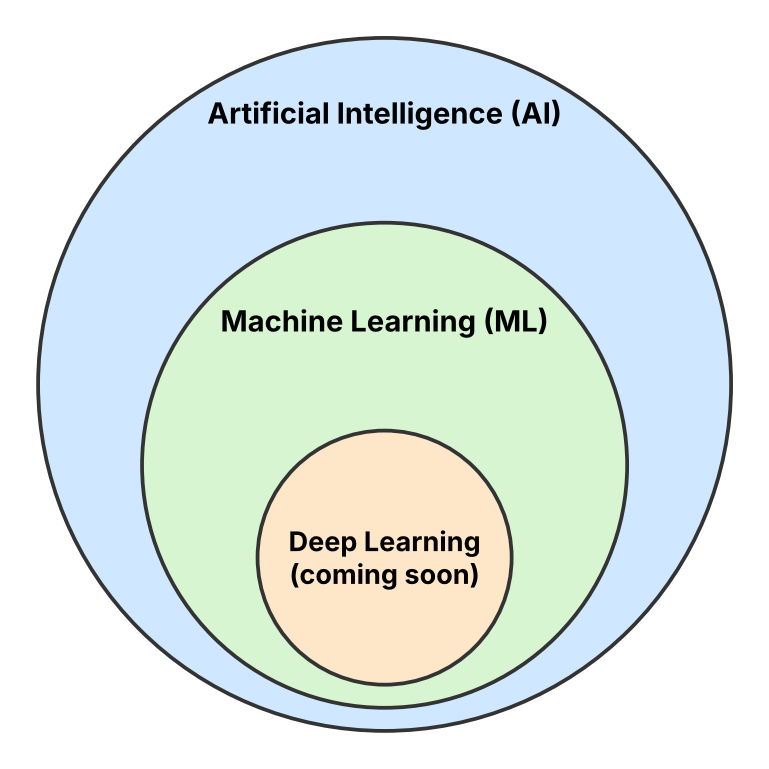 Artificial Intelligence (AI)
Machine Learning (ML)
Deep Learning
(coming soon)